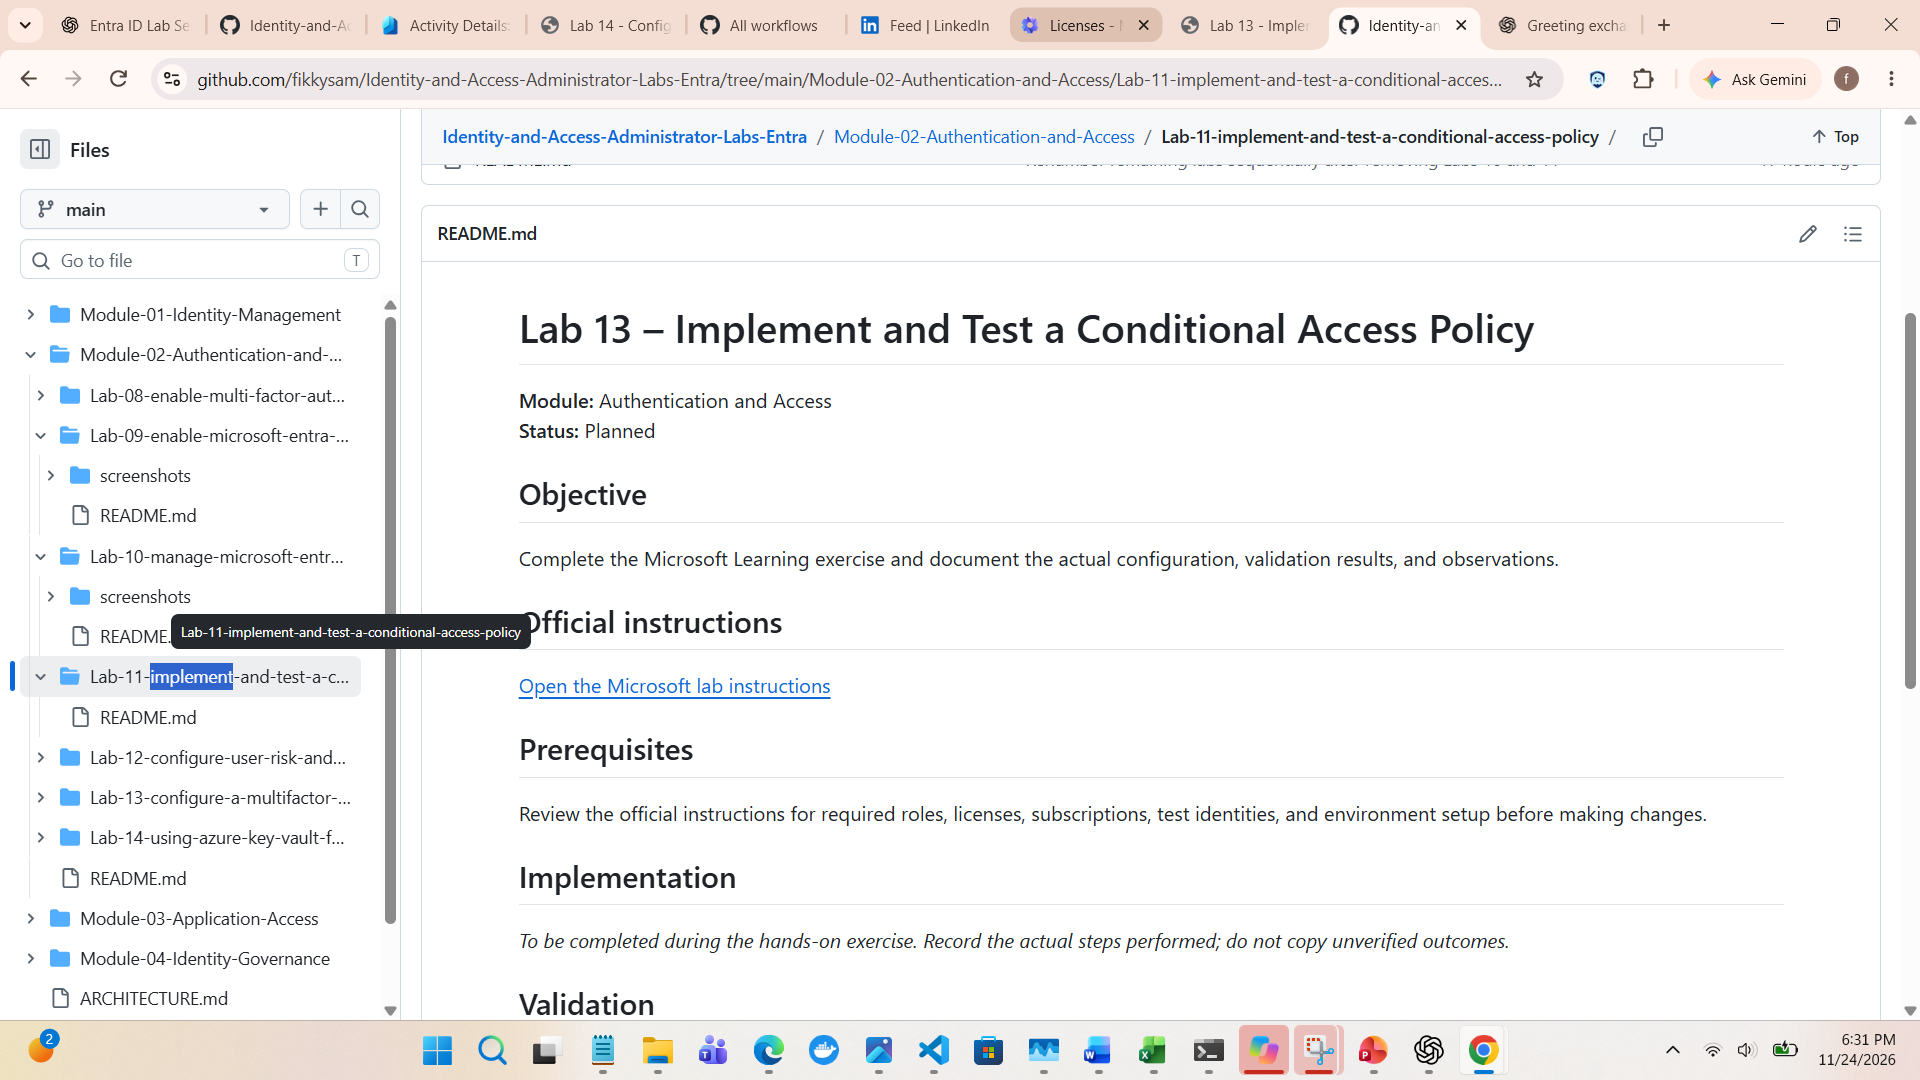 Entra ID Lab Se
Identity-and-Ac
Activity Details:
Lab 14 - Config
All workflows
Feed | LinkedIn
Licenses -
Lab 13 - Implen
Identity-an
Greeting excha
github.com/fikkysam/Identity-and-Access-Administrator-Labs-Entra/tree/main/Module-02-Authentication-and-Access/Lab-11-implement-and-test-a-conditional-acces...
Ask Gemini
f
Files
main
Go to file
T
Module-01-Identity-Management
Module-02-Authentication-and-...
Lab-08-enable-multi-factor-aut...
Lab-09-enable-microsoft-entra-...
screenshots
README.md
Lab-10-manage-microsoft-entr...
screenshots
README.
Lab-11-implement-and-test-a-conditional-access-policy
Lab-11-implement-and-test-a-c...
README.md
Lab-12-configure-user-risk-and...
Lab-13-configure-a-multifactor-...
Lab-14-using-azure-key-vault-f...
README.md
Module-03-Application-Access
Module-04-Identity-Governance
ARCHITECTURE.md
Identity-and-Access-Administrator-Labs-Entra / Module-02-Authentication-and-Access / Lab-11-implement-and-test-a-conditional-access-policy /
Top
README.md
Lab 13 – Implement and Test a Conditional Access Policy
Module: Authentication and Access
Status: Planned
Objective
Complete the Microsoft Learning exercise and document the actual configuration, validation results, and observations.
Official instructions
Open the Microsoft lab instructions
Prerequisites
Review the official instructions for required roles, licenses, subscriptions, test identities, and environment setup before making changes.
Implementation
To be completed during the hands-on exercise. Record the actual steps performed; do not copy unverified outcomes.
Validation
2
6:31 PM
11/24/2026